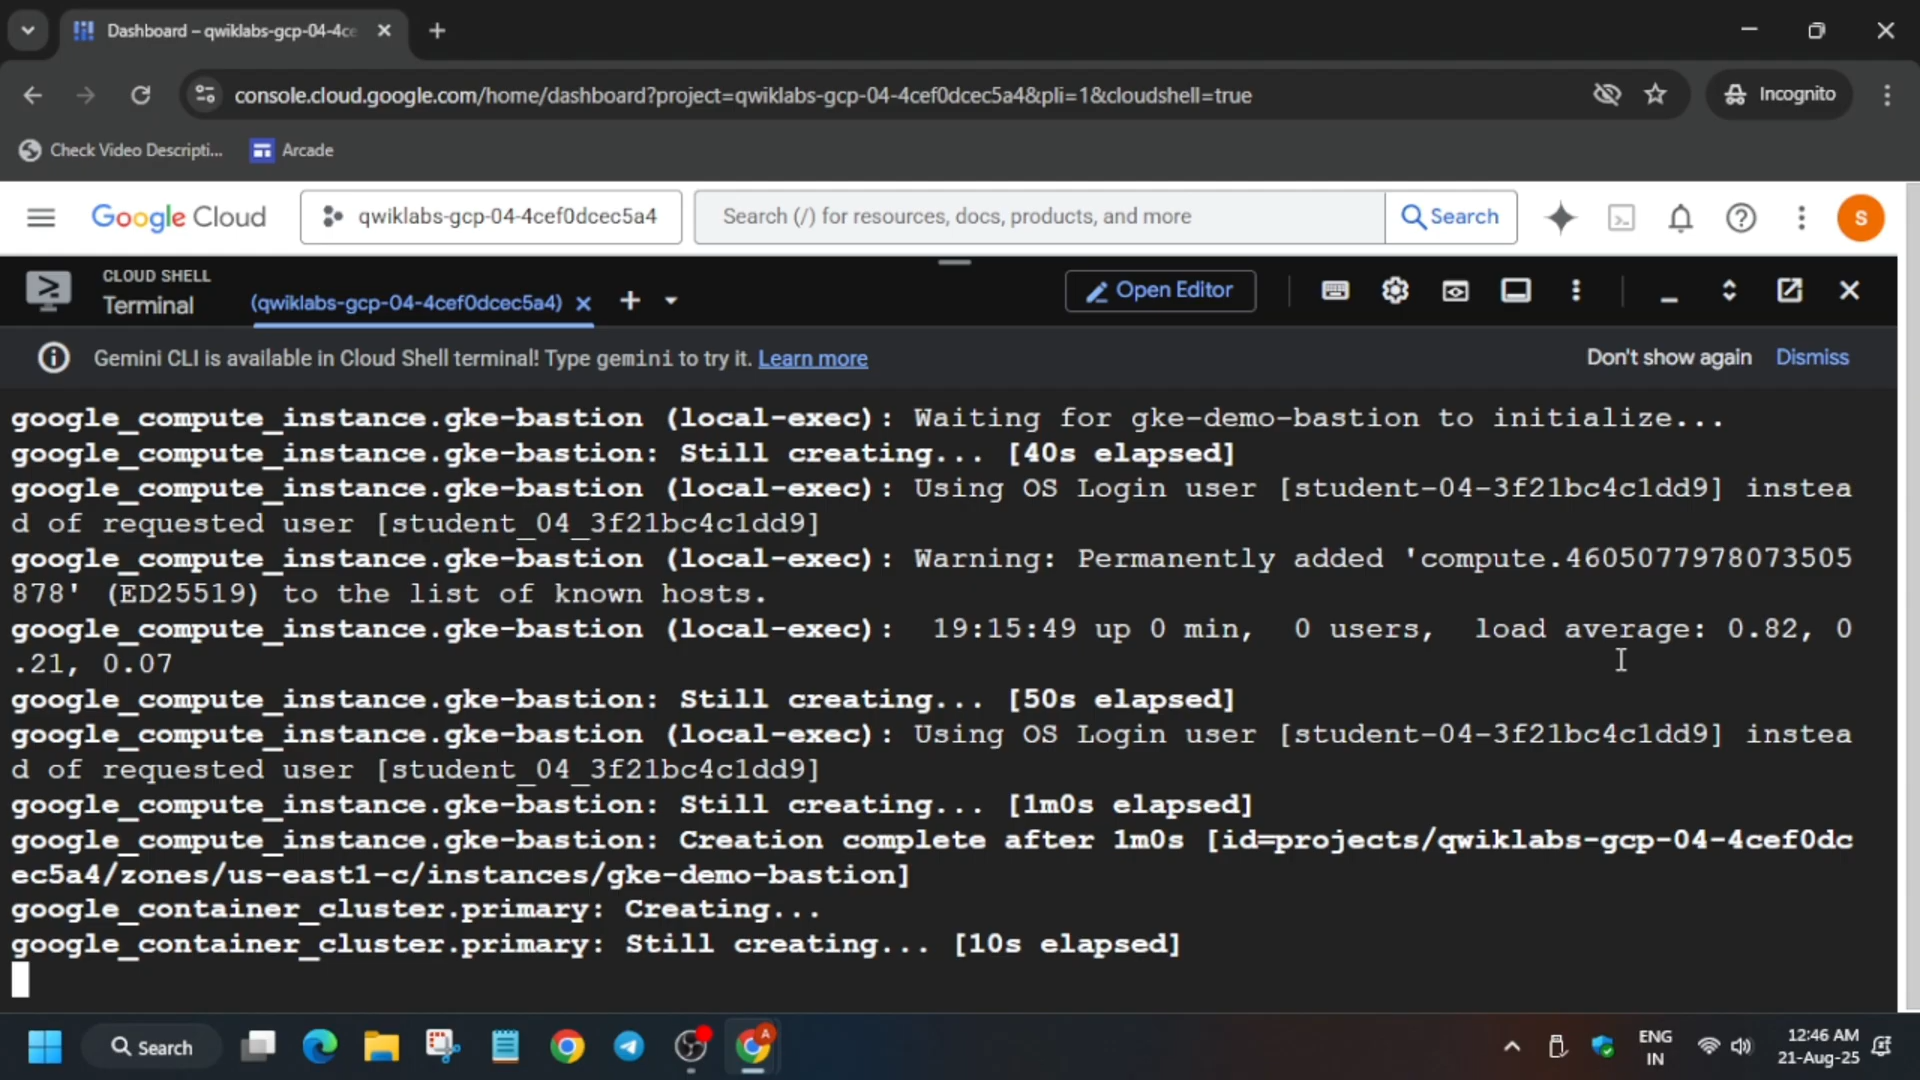 Dashboard – qwiklabs-gcp-04-4ce
console.cloud.google.com/home/dashboard?project=qwiklabs-gcp-04-4cef0dcec5a4&pli=1&cloudshell=true
Incognito
Check Video Descripti...
Arcade
Google Cloud
qwiklabs-gcp-04-4cef0dcec5a4
Search (/) for resources, docs, products, and more
Search
S
CLOUD SHELL
Terminal
(qwiklabs-gcp-04-4cef0dcec5a4)
Open Editor
Gemini CLI is available in Cloud Shell terminal! Type gemini to try it. Learn more
Don't show again
Dismiss
google_compute_instance.gke-bastion (local-exec): Waiting for gke-demo-bastion to initialize...
google_compute_instance.gke-bastion: Still creating... [40s elapsed]
google_compute_instance.gke-bastion (local-exec): Using OS Login user [student-04-3f21bc4c1dd9] instea
d of requested user [student_04_3f21bc4c1dd9]
google_compute_instance.gke-bastion (local-exec): Warning: Permanently added 'compute.4605077978073505
878' (ED25519) to the list of known hosts.
google_compute_instance.gke-bastion (local-exec):  19:15:49 up 0 min,  0 users,  load average: 0.82, 0
.21, 0.07
google_compute_instance.gke-bastion: Still creating... [50s elapsed]
google_compute_instance.gke-bastion (local-exec): Using OS Login user [student-04-3f21bc4c1dd9] instea
d of requested user [student_04_3f21bc4c1dd9]
google_compute_instance.gke-bastion: Still creating... [1m0s elapsed]
google_compute_instance.gke-bastion: Creation complete after 1m0s [id=projects/qwiklabs-gcp-04-4cef0dc
ec5a4/zones/us-east1-c/instances/gke-demo-bastion]
google_container_cluster.primary: Creating...
google_container_cluster.primary: Still creating... [10s elapsed]
Search
A
ENG
IN
12:46 AM
21-Aug-25